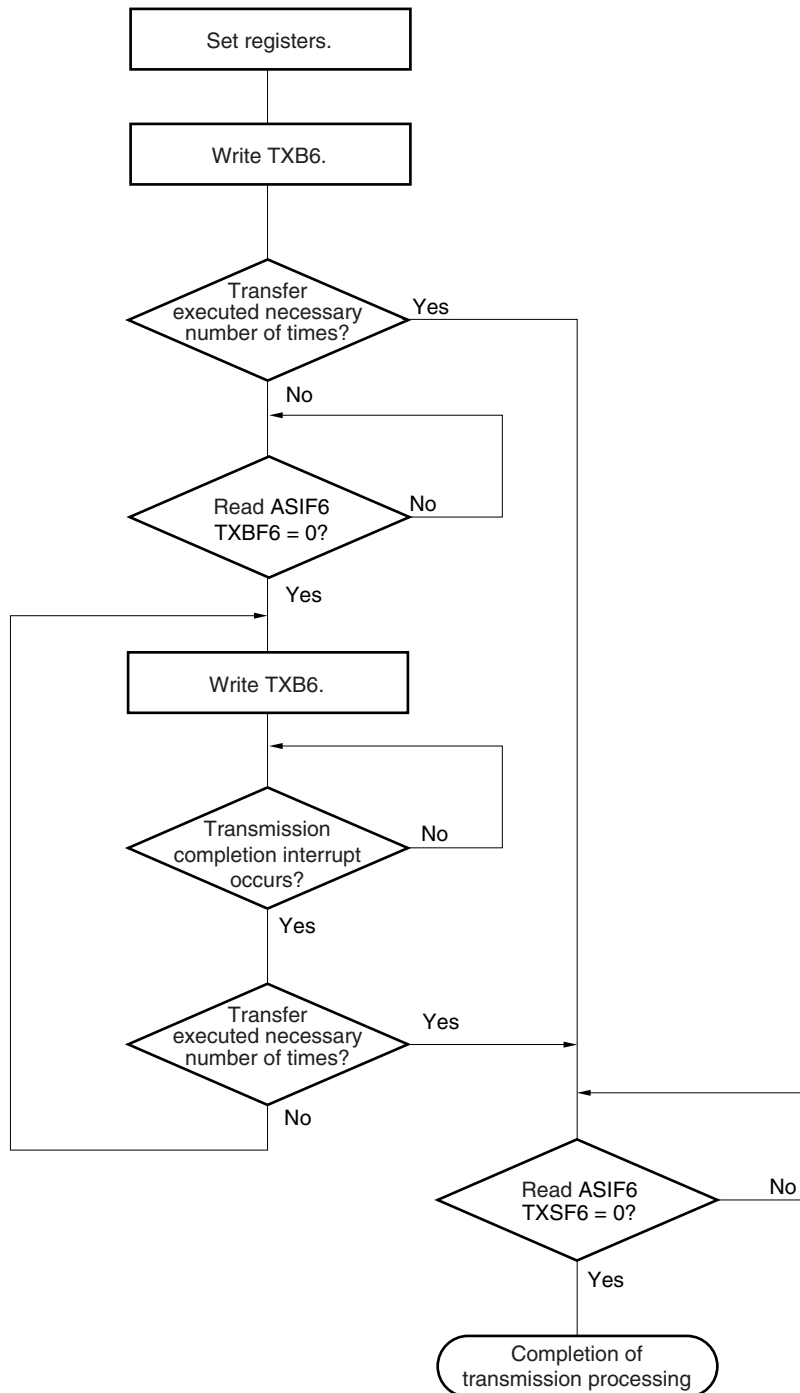 Set registers.
Write TXB6.
Transfer
executed necessary
number of times?
Yes
No
Read ASIF6
TXBF6 = 0?
No
Yes
Write TXB6.
Transmission
completion interrupt
occurs?
No
Yes
Transfer
executed necessary
number of times?
Yes
No
Read ASIF6
TXSF6 = 0?
No
Yes
Completion of
transmission processing